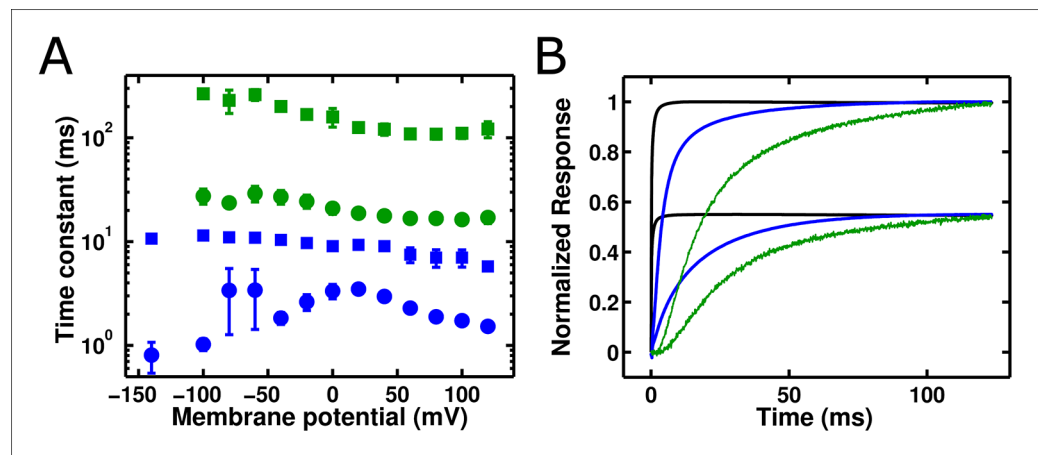 A
Time constant (ms)
10^2
10^1
10^0
−150 −100 −50 0 50 100
Membrane potential (mV)
B
Normalized Response
1
0.8
0.6
0.4
0.2
0
0 50 100
Time (ms)